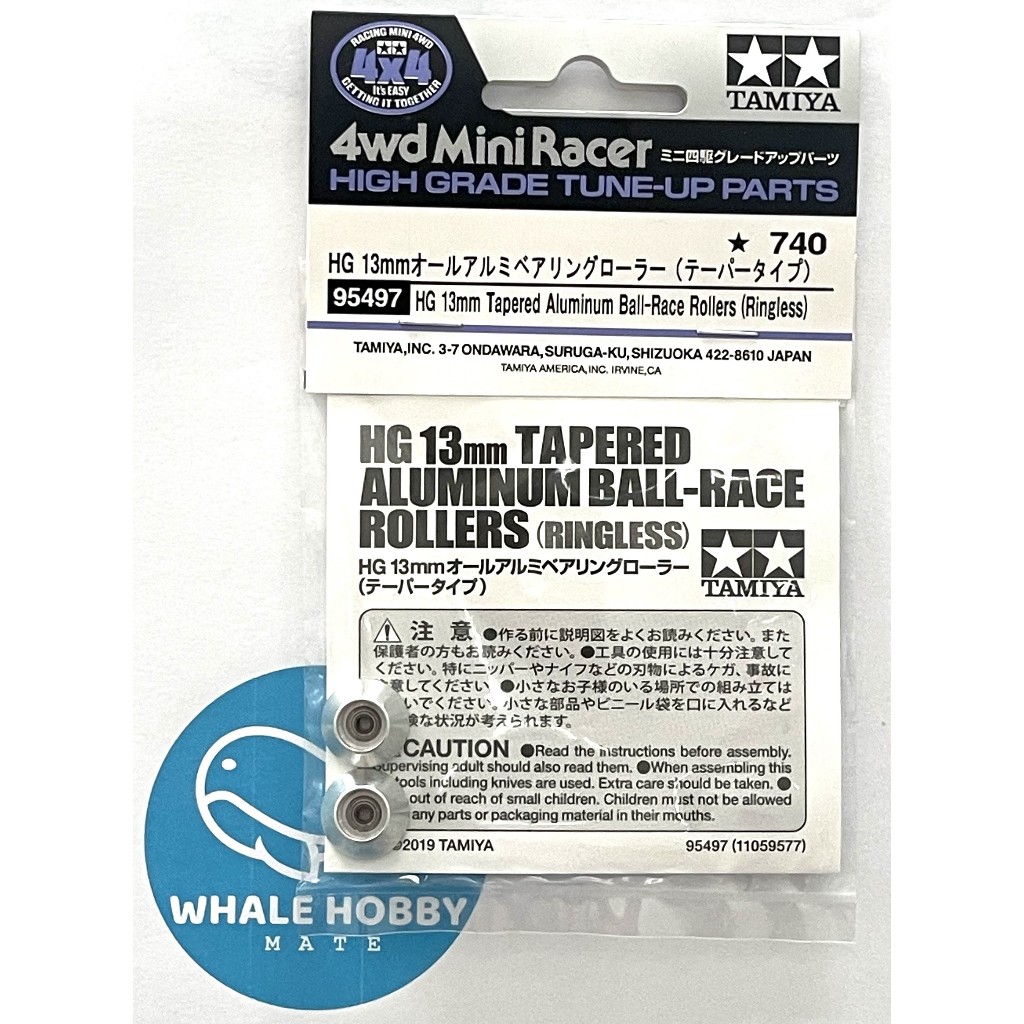 RACING MINI 4WD
4x4
It's EASY
GETTING IT TOGETHER
TAMIYA
4wd Mini Racer ミニ四駆グレードアップパーツ
HIGH GRADE TUNE-UP PARTS
★ 740
HG 13mmオールアルミベアリングローラー（テーパータイプ）
95497 HG 13mm Tapered Aluminum Ball-Race Rollers (Ringless)
TAMIYA,INC. 3-7 ONDAWARA, SURUGA-KU, SHIZUOKA 422-8610 JAPAN
TAMIYA AMERICA, INC. IRVINE, CA
HG 13mm TAPERED
ALUMINUM BALL-RACE
ROLLERS (RINGLESS)
TAMIYA
HG 13mmオールアルミベアリングローラー
（テーパータイプ）
注意 ●作る前に説明図をよくお読みください。また
保護者の方もお読みください。●工具の使用には十分注意して
ください。特にニッパーやナイフなどの刃物によるケガ、事故に
意してください。●小さなお子様のいる場所での組み立ては
いでください。小さな部品やビニール袋を口に入れるなど
険な状況が考えられます。
CAUTION ●Read the instructions before assembly.
Supervising adult should also read them. ●When assembling this
tools including knives are used. Extra care should be taken. ●
out of reach of small children. Children must not be allowed
any parts or packaging material in their mouths.
©2019 TAMIYA 95497 (11059577)
WHALE HOBBY
MATE